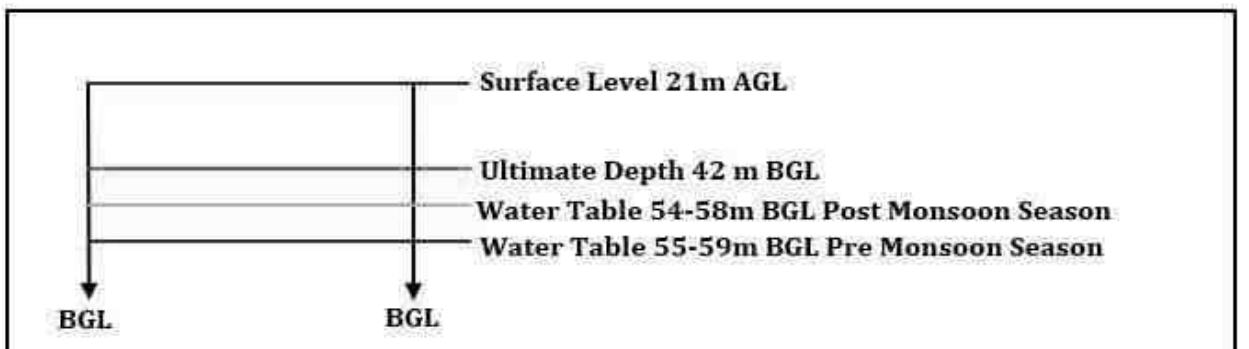 Surface Level 21m AGL
Ultimate Depth 42 m BGL
Water Table 54-58m BGL Post Monsoon Season
Water Table 55-59m BGL Pre Monsoon Season
BGL
BGL